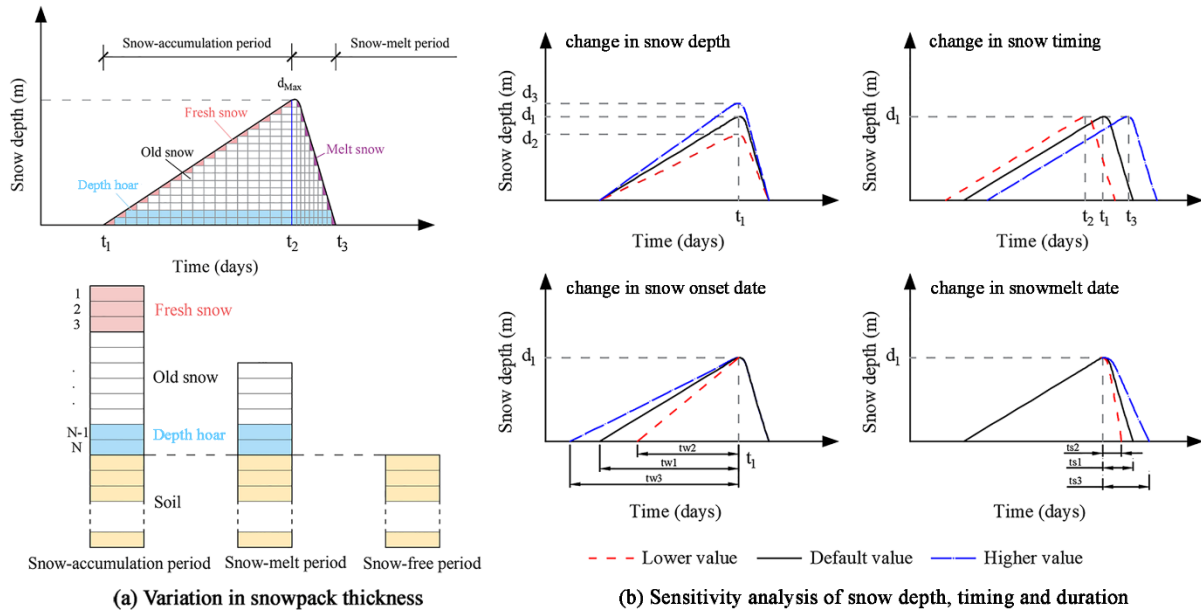 Snow-accumulation period
Snow-melt period
Snow depth (m)
dMax
Fresh snow
Old snow
Melt snow
Depth hoar
t1
t2
t3
Time (days)
1
2
3
.
.
.
N-1
N
Fresh snow
Old snow
Depth hoar
Soil
Snow-accumulation period
Snow-melt period
Snow-free period
(a) Variation in snowpack thickness
change in snow depth
Snow depth (m)
d3
d1
d2
t1
Time (days)
change in snow timing
Snow depth (m)
d1
t2
t1
t3
Time (days)
change in snow onset date
Snow depth (m)
d1
tw2
tw1
tw3
t1
Time (days)
change in snowmelt date
Snow depth (m)
d1
ts2
ts1
ts3
Time (days)
Lower value
Default value
Higher value
(b) Sensitivity analysis of snow depth, timing and duration